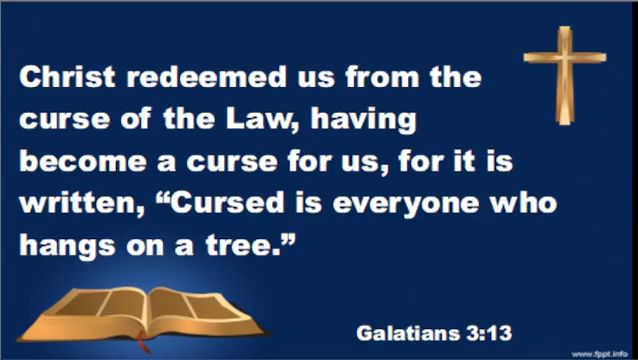 Christ redeemed us from the
curse of the Law, having
become a curse for us, for it is
written, “Cursed is everyone who
hangs on a tree.”
Galatians 3:13
www.fppt.info